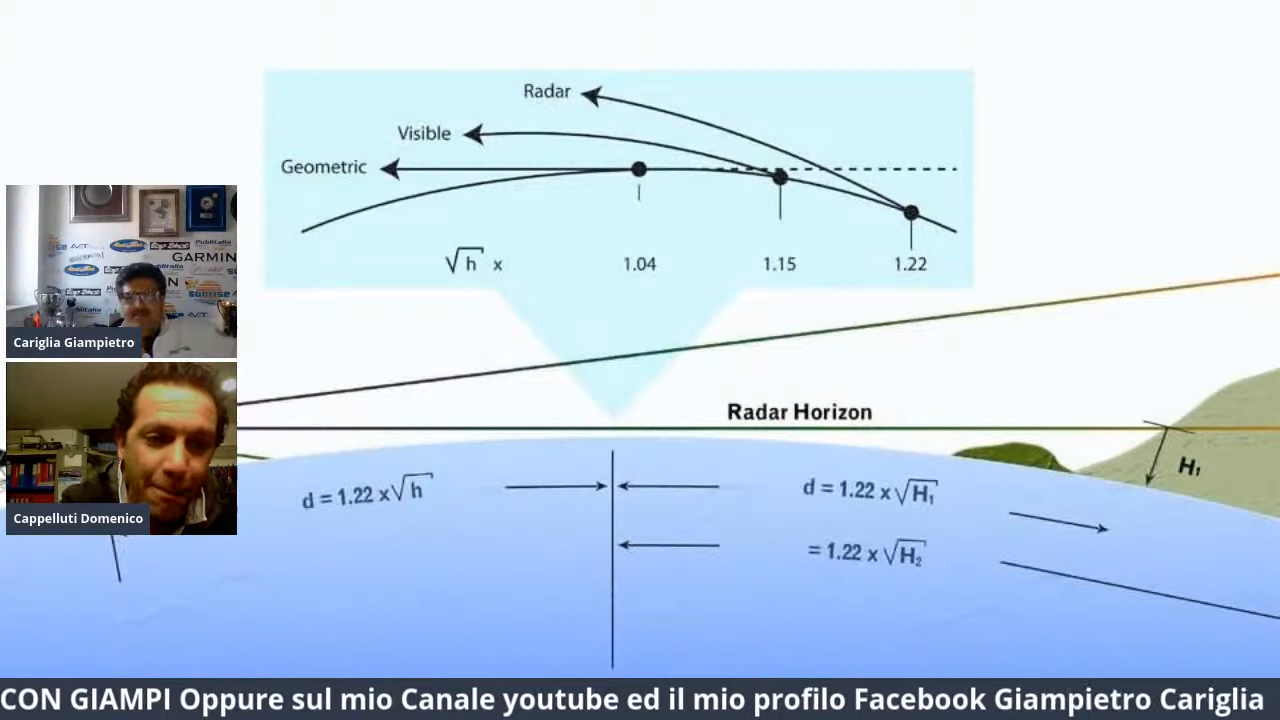 Radar
Visible
Geometric
√h x 1.04 1.15 1.22
Publitalia
GARMIN
Cariglia Giampietro
Radar Horizon
H₁
d = 1.22 x √h
d = 1.22 x √H₁
= 1.22 x √H₂
Cappelluti Domenico
CON GIAMPI Oppure sul mio Canale youtube ed il mio profilo Facebook Giampietro Cariglia